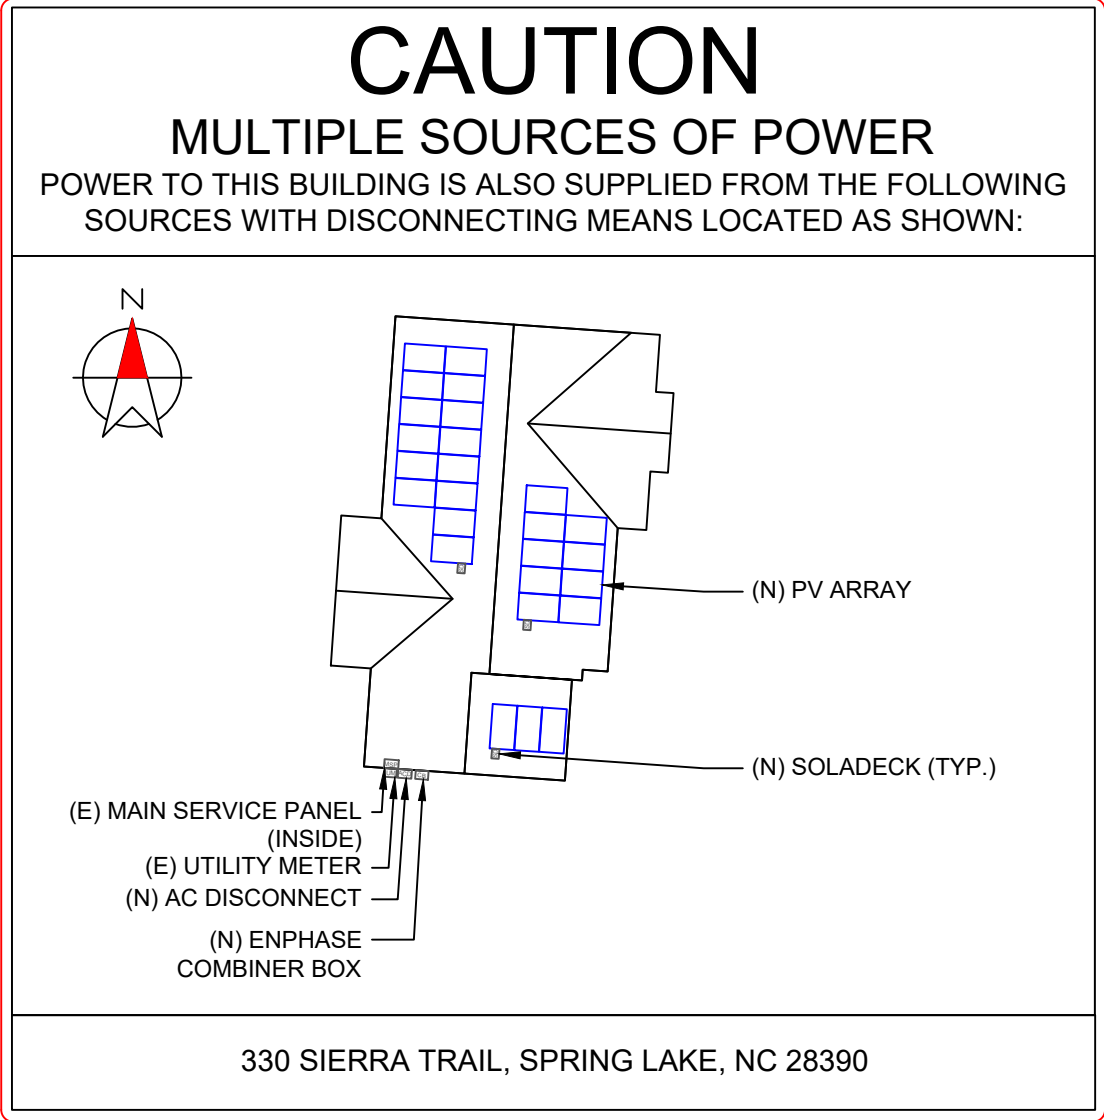 CAUTION
MULTIPLE SOURCES OF POWER
POWER TO THIS BUILDING IS ALSO SUPPLIED FROM THE FOLLOWING
SOURCES WITH DISCONNECTING MEANS LOCATED AS SHOWN:
N
(N) PV ARRAY
(N) SOLADECK (TYP.)
(E) MAIN SERVICE PANEL
(INSIDE)
(E) UTILITY METER
(N) AC DISCONNECT
(N) ENPHASE
COMBINER BOX
330 SIERRA TRAIL, SPRING LAKE, NC 28390